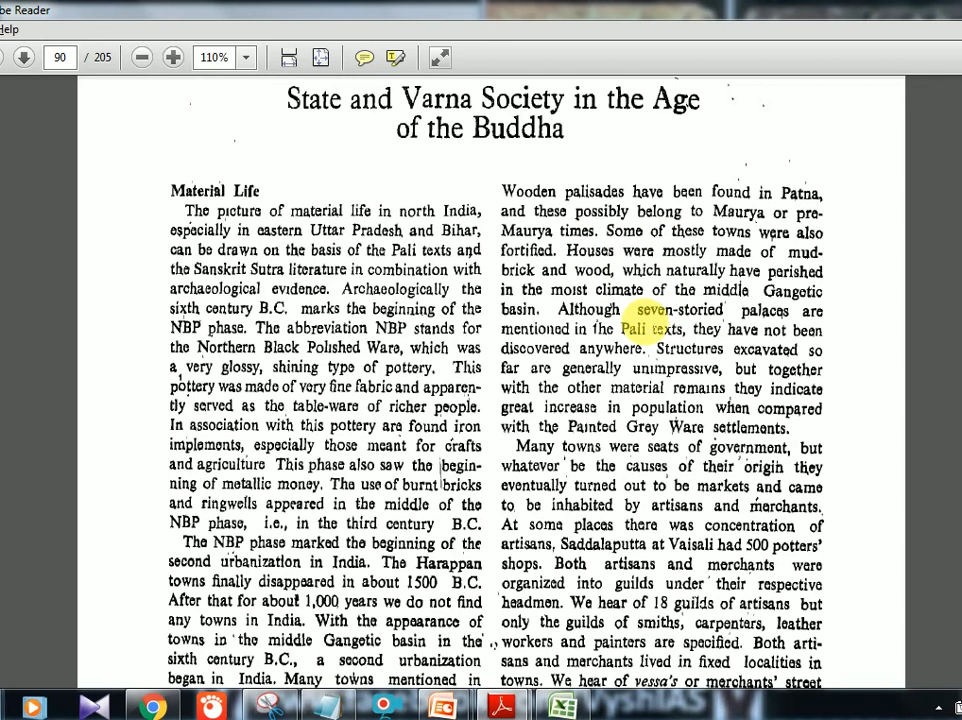 be Reader
Help
90 / 205
110%
State and Varna Society in the Age
of the Buddha
Material Life
The picture of material life in north India,
especially in eastern Uttar Pradesh and Bihar,
can be drawn on the basis of the Pali texts and
the Sanskrit Sutra literature in combination with
archaeological evidence. Archaeologically the
sixth century B.C. marks the beginning of the
NBP phase. The abbreviation NBP stands for
the Northern Black Polished Ware, which was
a very glossy, shining type of pottery. This
pottery was made of very fine fabric and apparen-
tly served as the table-ware of richer people.
In association with this pottery are found iron
implements, especially those meant for crafts
and agriculture This phase also saw the begin-
ning of metallic money. The use of burnt bricks
and ringwells appeared in the middle of the
NBP phase, i.e., in the third century B.C.
The NBP phase marked the beginning of the
second urbanization in India. The Harappan
towns finally disappeared in about 1500 B.C.
After that for about 1,000 years we do not find
any towns in India. With the appearance of
towns in the middle Gangetic basin in the
sixth century B.C., a second urbanization
began in India. Many towns mentioned in
Wooden palisades have been found in Patna,
and these possibly belong to Maurya or pre-
Maurya times. Some of these towns were also
fortified. Houses were mostly made of mud-
brick and wood, which naturally have perished
in the moist climate of the middle Gangetic
basin. Although seven-storied palaces are
mentioned in the Pali texts, they have not been
discovered anywhere. Structures excavated so
far are generally unimpressive, but together
with the other material remains they indicate
great increase in population when compared
with the Painted Grey Ware settlements.
Many towns were seats of government, but
whatever be the causes of their origin they
eventually turned out to be markets and came
to be inhabited by artisans and merchants.
At some places there was concentration of
artisans, Saddalaputta at Vaisali had 500 potters'
shops. Both artisans and merchants were
organized into guilds under their respective
headmen. We hear of 18 guilds of artisans but
only the guilds of smiths, carpenters, leather
workers and painters are specified. Both arti-
sans and merchants lived in fixed localities in
towns. We hear of vessa's or merchants' street